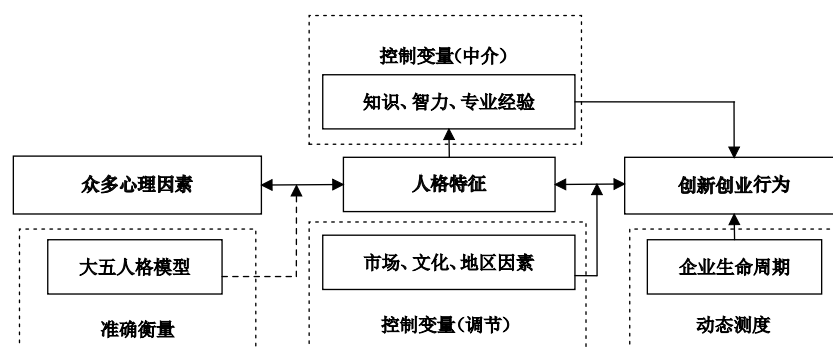 控制变量(中介)
知识、智力、专业经验
众多心理因素
人格特征
创新创业行为
大五人格模型
市场、文化、地区因素
企业生命周期
准确衡量
控制变量(调节)
动态测度